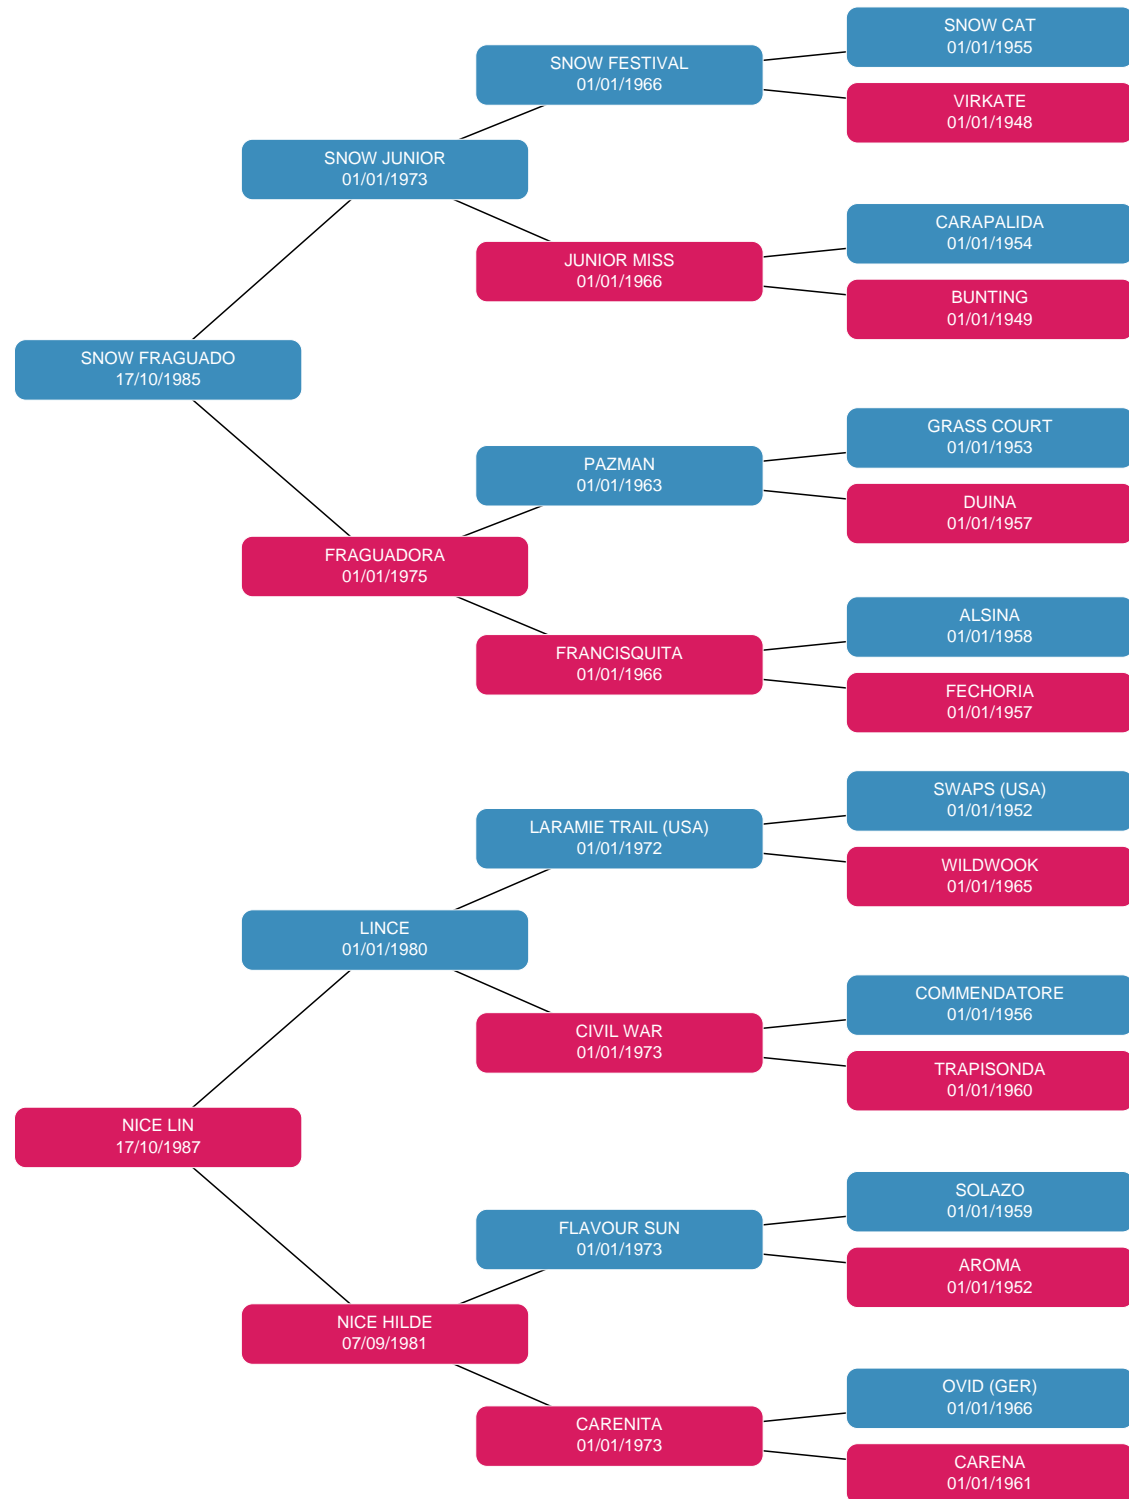 SNOW CAT
01/01/1955
SNOW FESTIVAL
01/01/1966
VIRKATE
01/01/1948
SNOW JUNIOR
01/01/1973
CARAPALIDA
01/01/1954
JUNIOR MISS
01/01/1966
BUNTING
01/01/1949
SNOW FRAGUADO
17/10/1985
GRASS COURT
01/01/1953
PAZMAN
01/01/1963
DUINA
01/01/1957
FRAGUADORA
01/01/1975
ALSINA
01/01/1958
FRANCISQUITA
01/01/1966
FECHORIA
01/01/1957
SWAPS (USA)
01/01/1952
LARAMIE TRAIL (USA)
01/01/1972
WILDWOOK
01/01/1965
LINCE
01/01/1980
COMMENDATORE
01/01/1956
CIVIL WAR
01/01/1973
TRAPISONDA
01/01/1960
NICE LIN
17/10/1987
SOLAZO
01/01/1959
FLAVOUR SUN
01/01/1973
AROMA
01/01/1952
NICE HILDE
07/09/1981
OVID (GER)
01/01/1966
CARENITA
01/01/1973
CARENA
01/01/1961